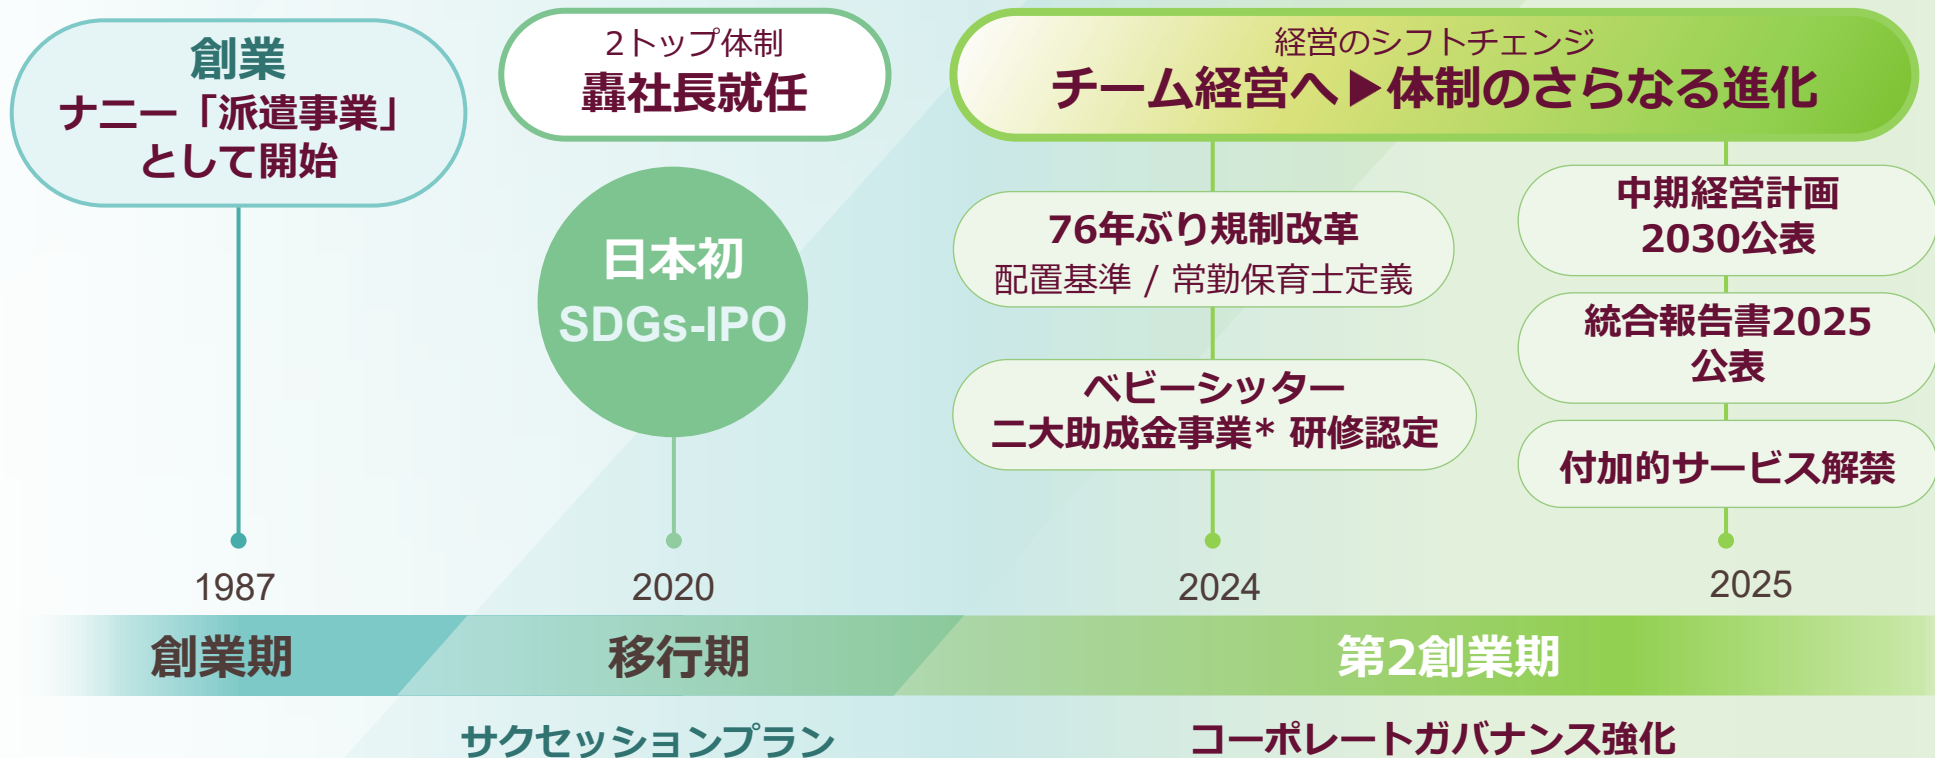 創業
ナニー「派遣事業」
として開始
2トップ体制
轟社長就任
日本初
SDGs-IPO
経営のシフトチェンジ
チーム経営へ▶体制のさらなる進化
76年ぶり規制改革
配置基準 / 常勤保育士定義
ベビーシッター
二大助成金事業* 研修認定
中期経営計画
2030公表
統合報告書2025
公表
付加的サービス解禁
1987
2020
2024
2025
創業期
移行期
第2創業期
サクセッションプラン
コーポレートガバナンス強化